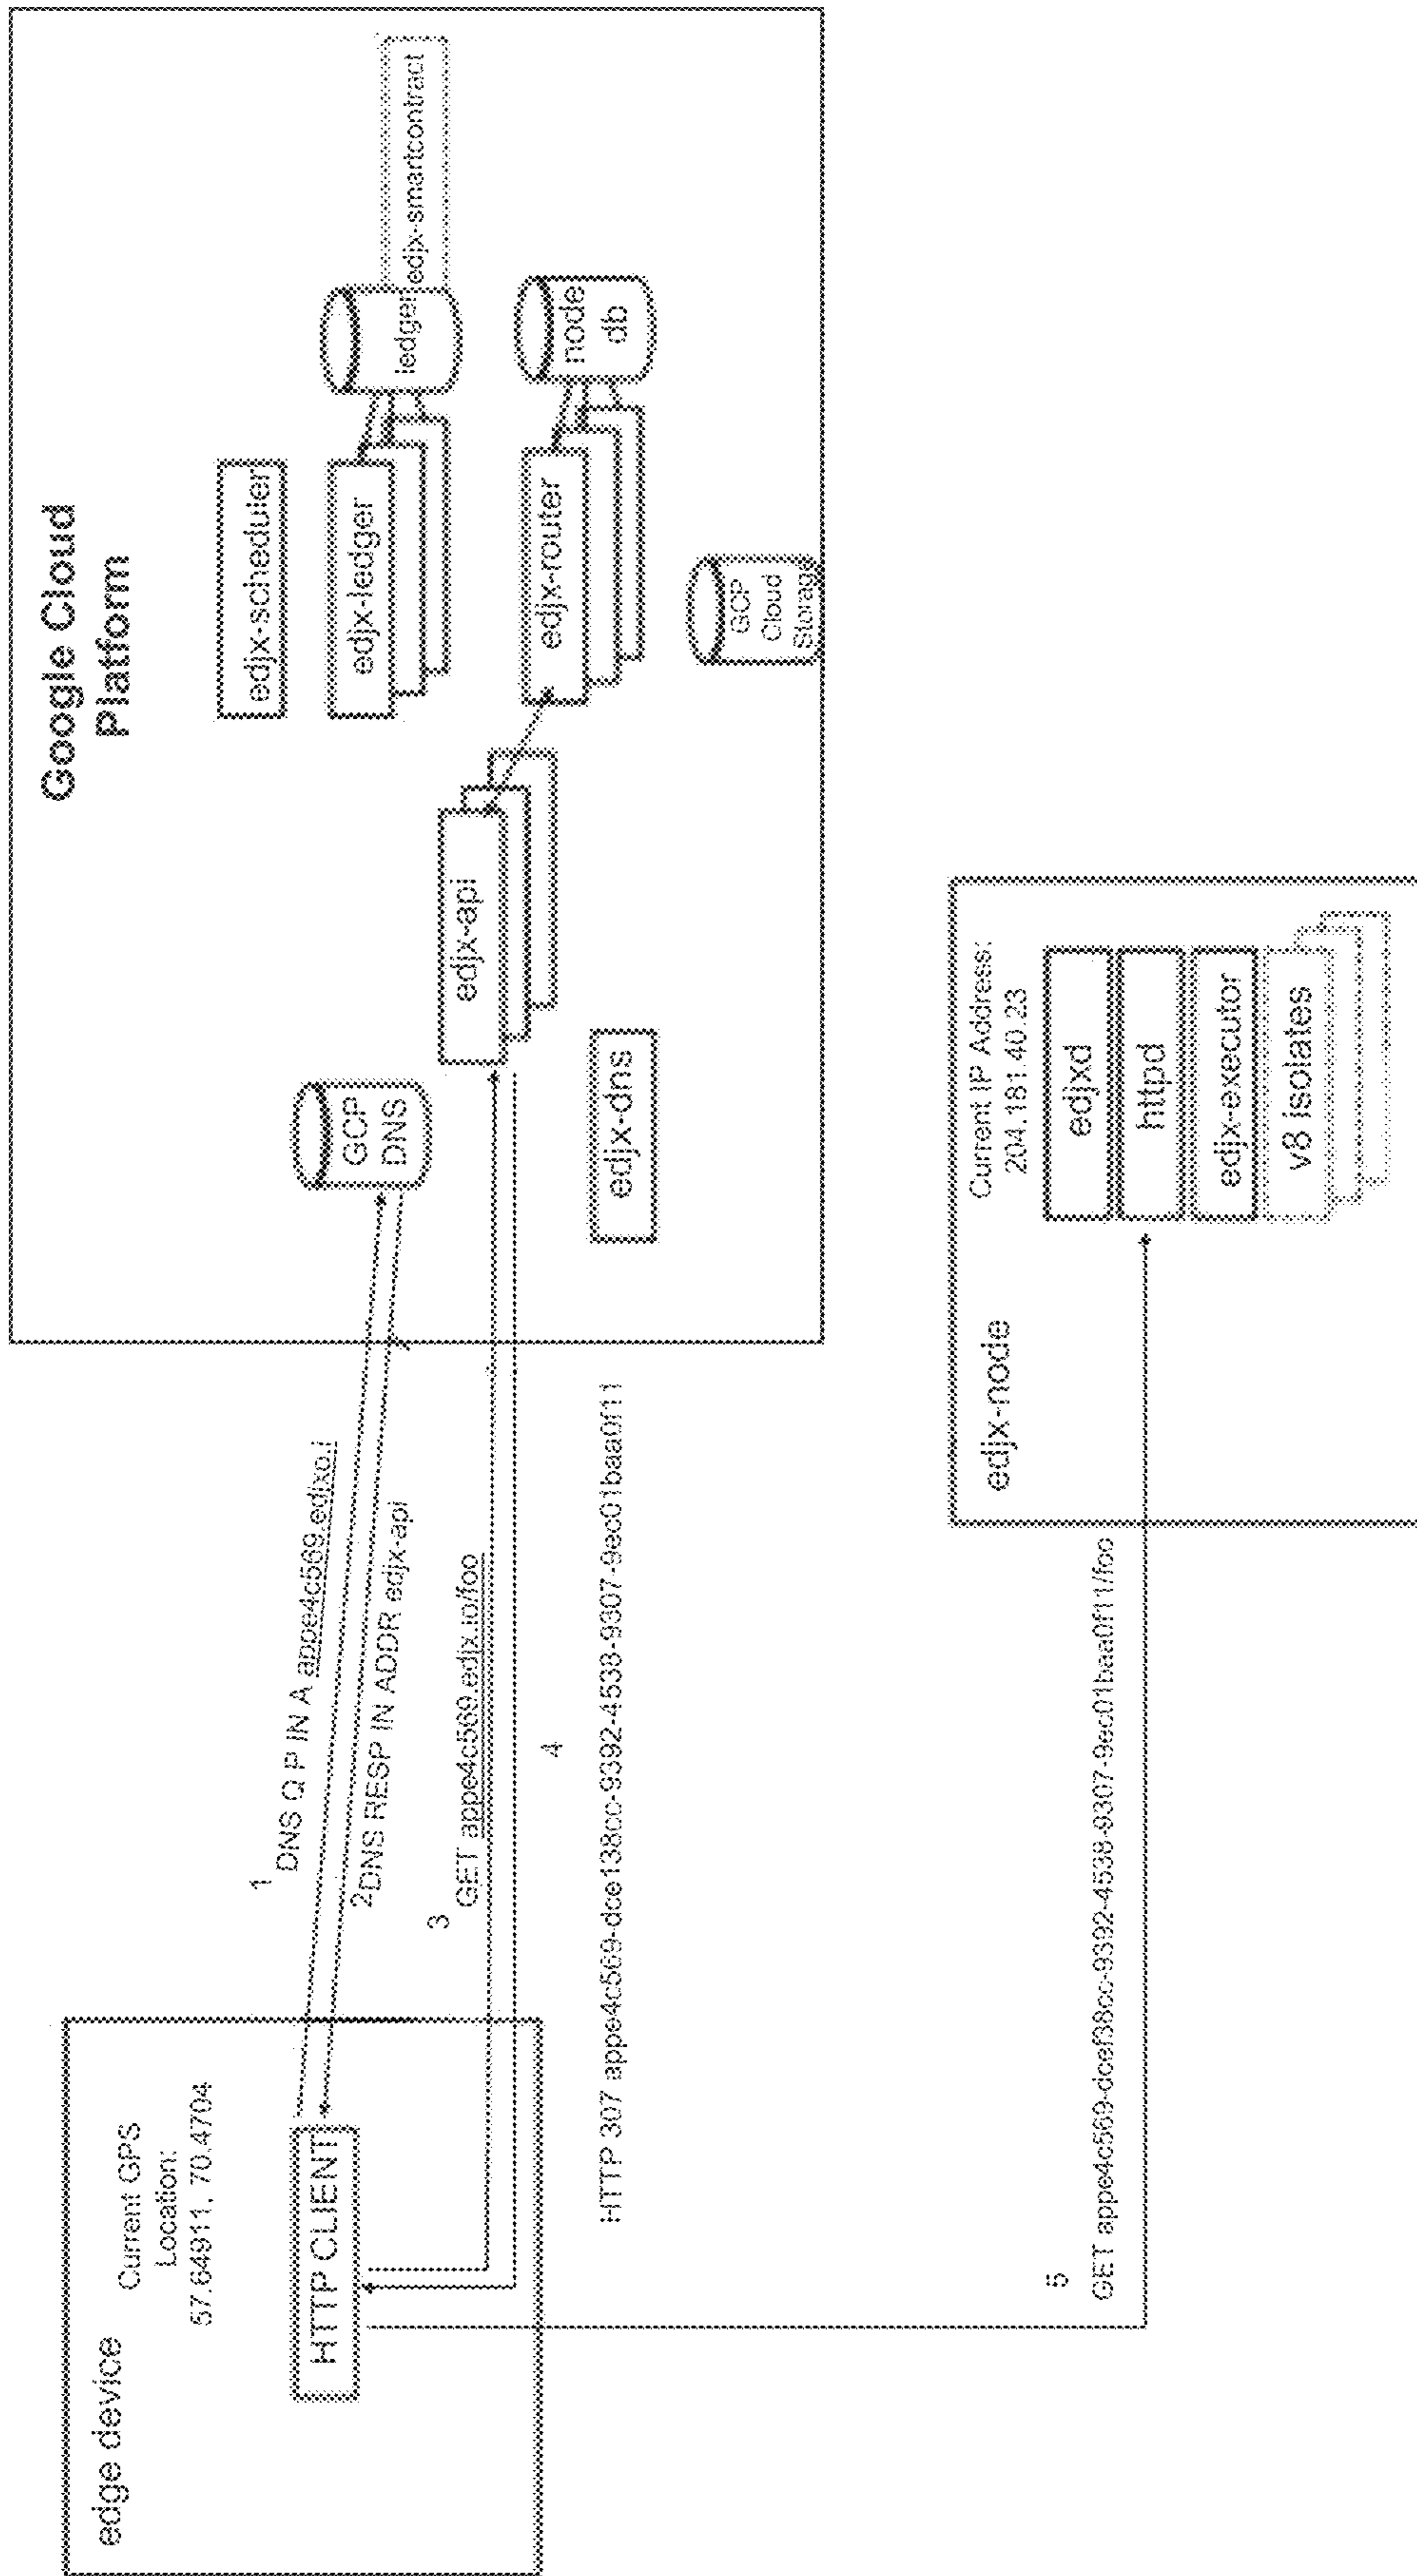 edge device
Current GPS
Location:
57.64911, 70.4704
HTTP CLIENT
1
DNS Q P IN A appe4c569.edjxo.i
2
DNS RESP IN ADDR edjx-api
3
GET appe4c569.edjx.io/foo
4
HTTP 307 appe4c569-dce138cc-9392-4538-9307-9ec01baa0f11
5
GET appe4c569-dcef38cc-9392-4538-9307-9ec01baa0f11/foo
Google Cloud
Platform
GCP
DNS
edjx-api
edjx-dns
edjx-scheduler
edjx-ledger
ledger
edjx-smartcontract
edjx-router
node
db
GCP
Cloud
Storage
edjx-node
Current IP Address:
204.181.40.23
edjxd
httpd
edjx-executor
v8 isolates